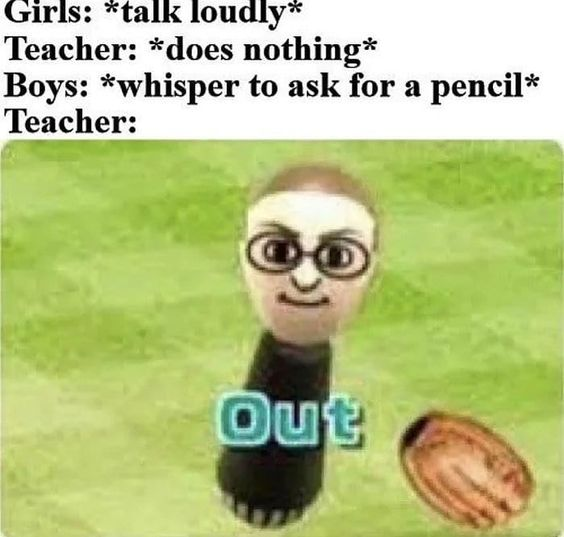 Girls: *talk loudly*
Teacher: *does nothing*
Boys: *whisper to ask for a pencil*
Teacher:
Out